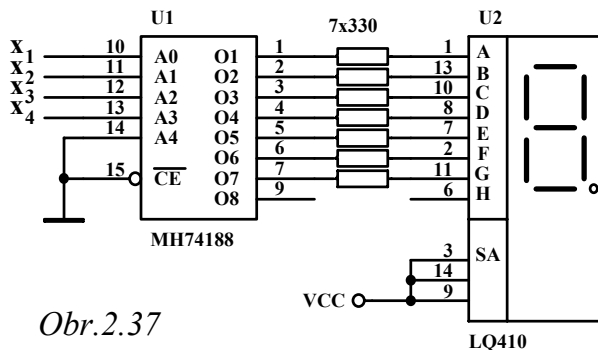 U1
7x330
U2
x1 10 A0 O1 1 1 A
x2 11 A1 O2 2 13 B
x3 12 A2 O3 3 10 C
x4 13 A3 O4 4 8 D
14 A4 O5 5 7 E
O6 6 2 F
15 CE O7 7 11 G
O8 9 6 H
MH74188
3 SA
14
VCC 9
Obr.2.37
LQ410